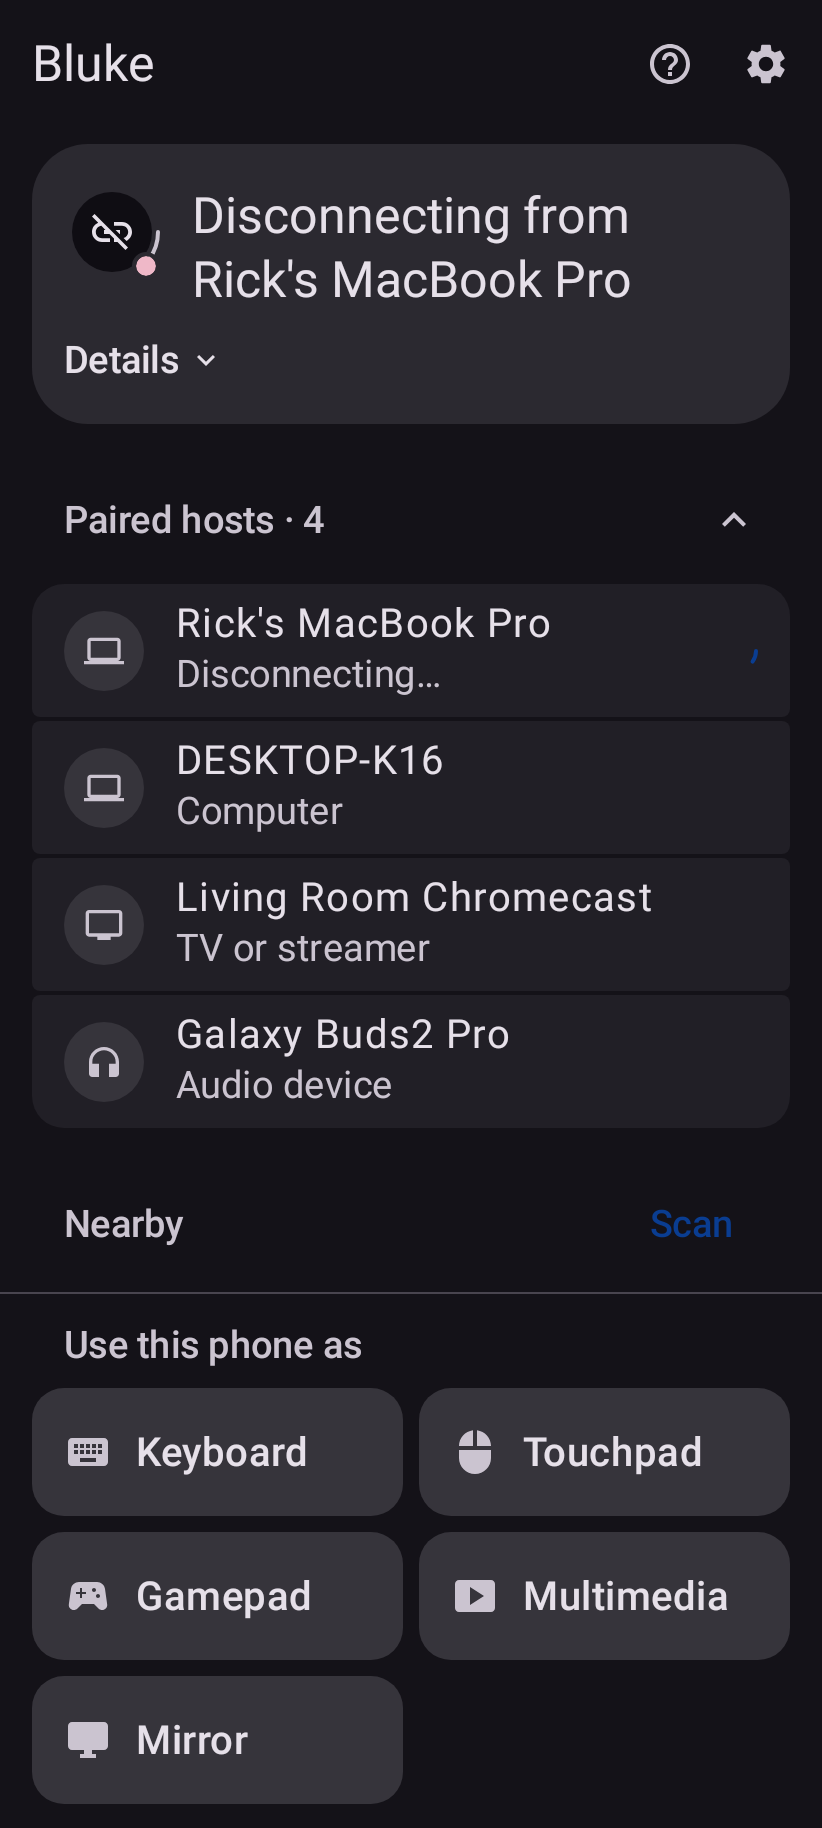 Bluke
Disconnecting from
Rick's MacBook Pro
Details
Paired hosts · 4
Rick's MacBook Pro
Disconnecting…
DESKTOP-K16
Computer
Living Room Chromecast
TV or streamer
Galaxy Buds2 Pro
Audio device
Nearby
Scan
Use this phone as
Keyboard
Touchpad
Gamepad
Multimedia
Mirror